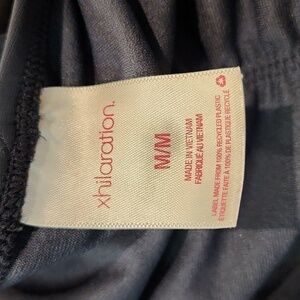 xhilaration.
M/M
MADE IN VIETNAM
FABRIQUÉ AU VIETNAM
LABEL MADE FROM 100% RECYCLED PLASTIC
ÉTIQUETTE FAITE À 100% DE PLASTIQUE RECYCLÉ